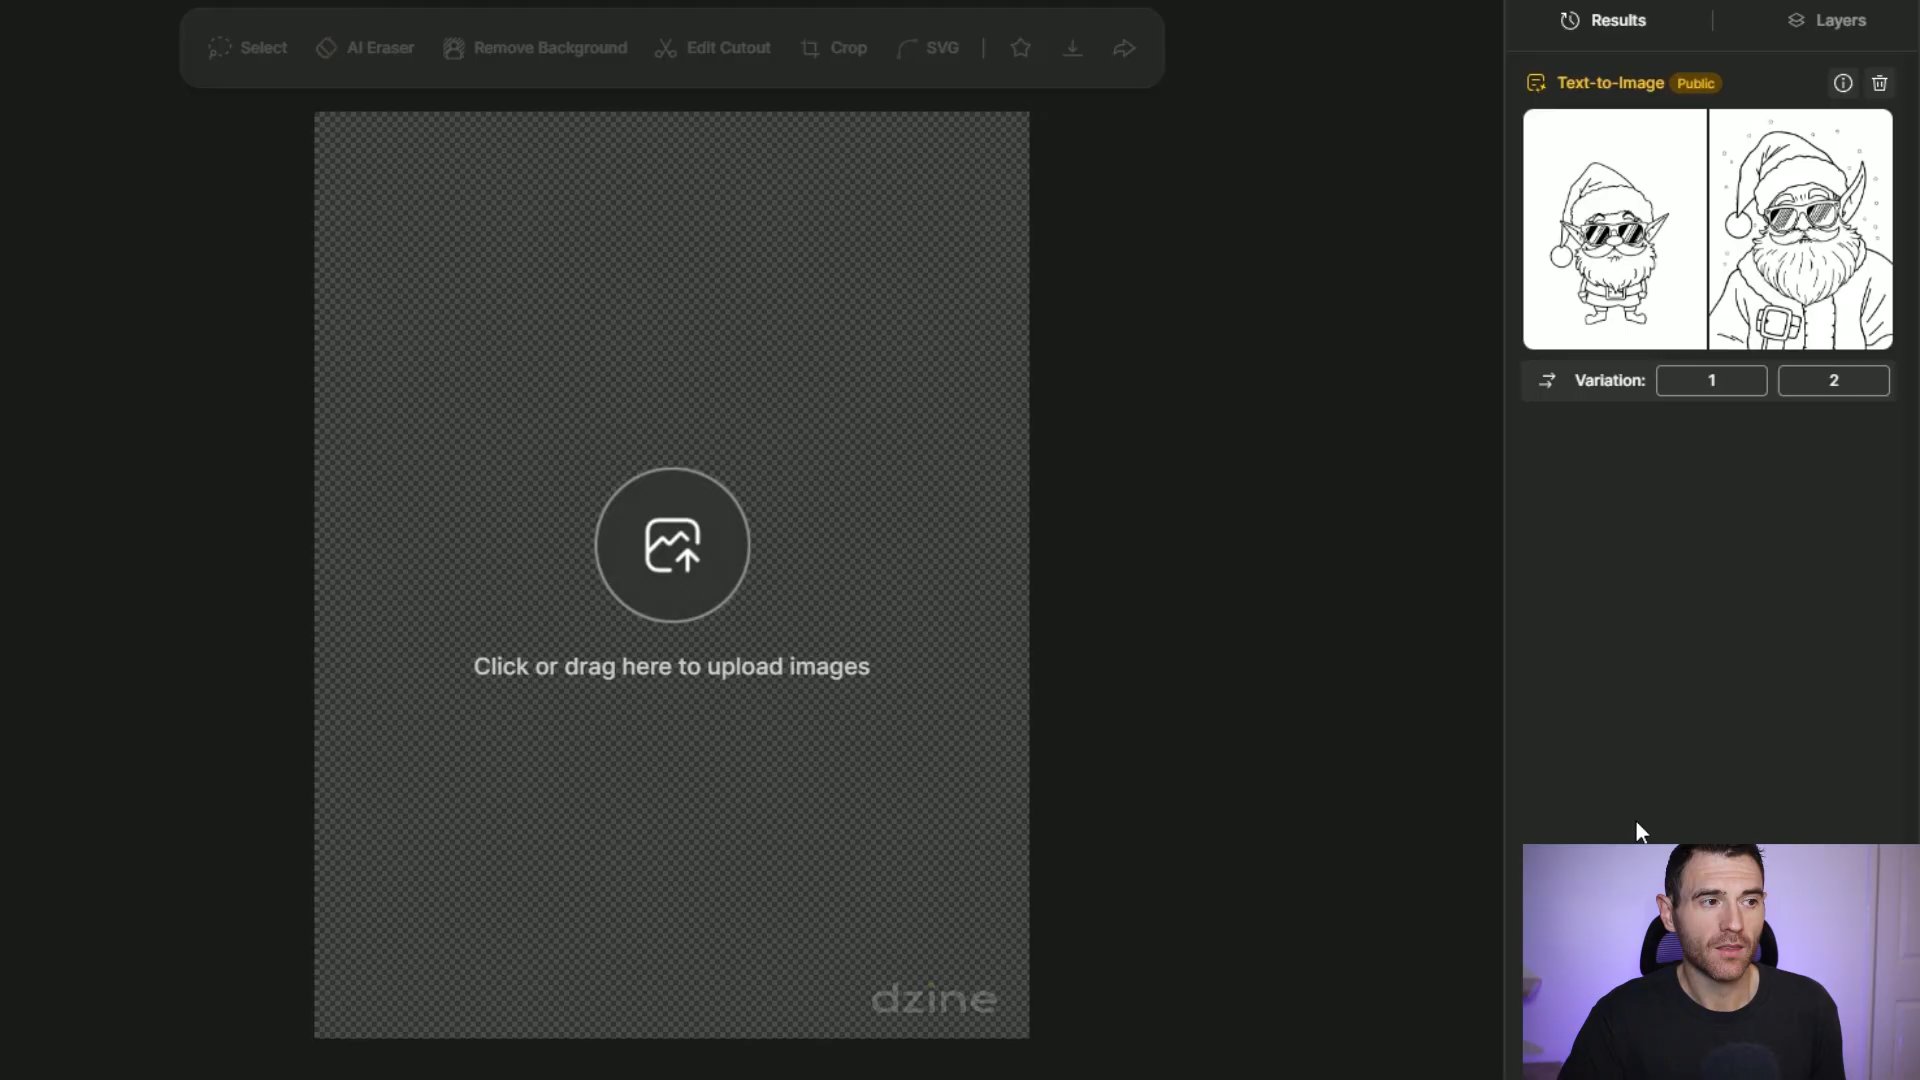 Select
AI Eraser
Remove Background
Edit Cutout
Crop
SVG
Results
Layers
Text-to-Image
Public
Variation:
1
2
Click or drag here to upload images
dzine